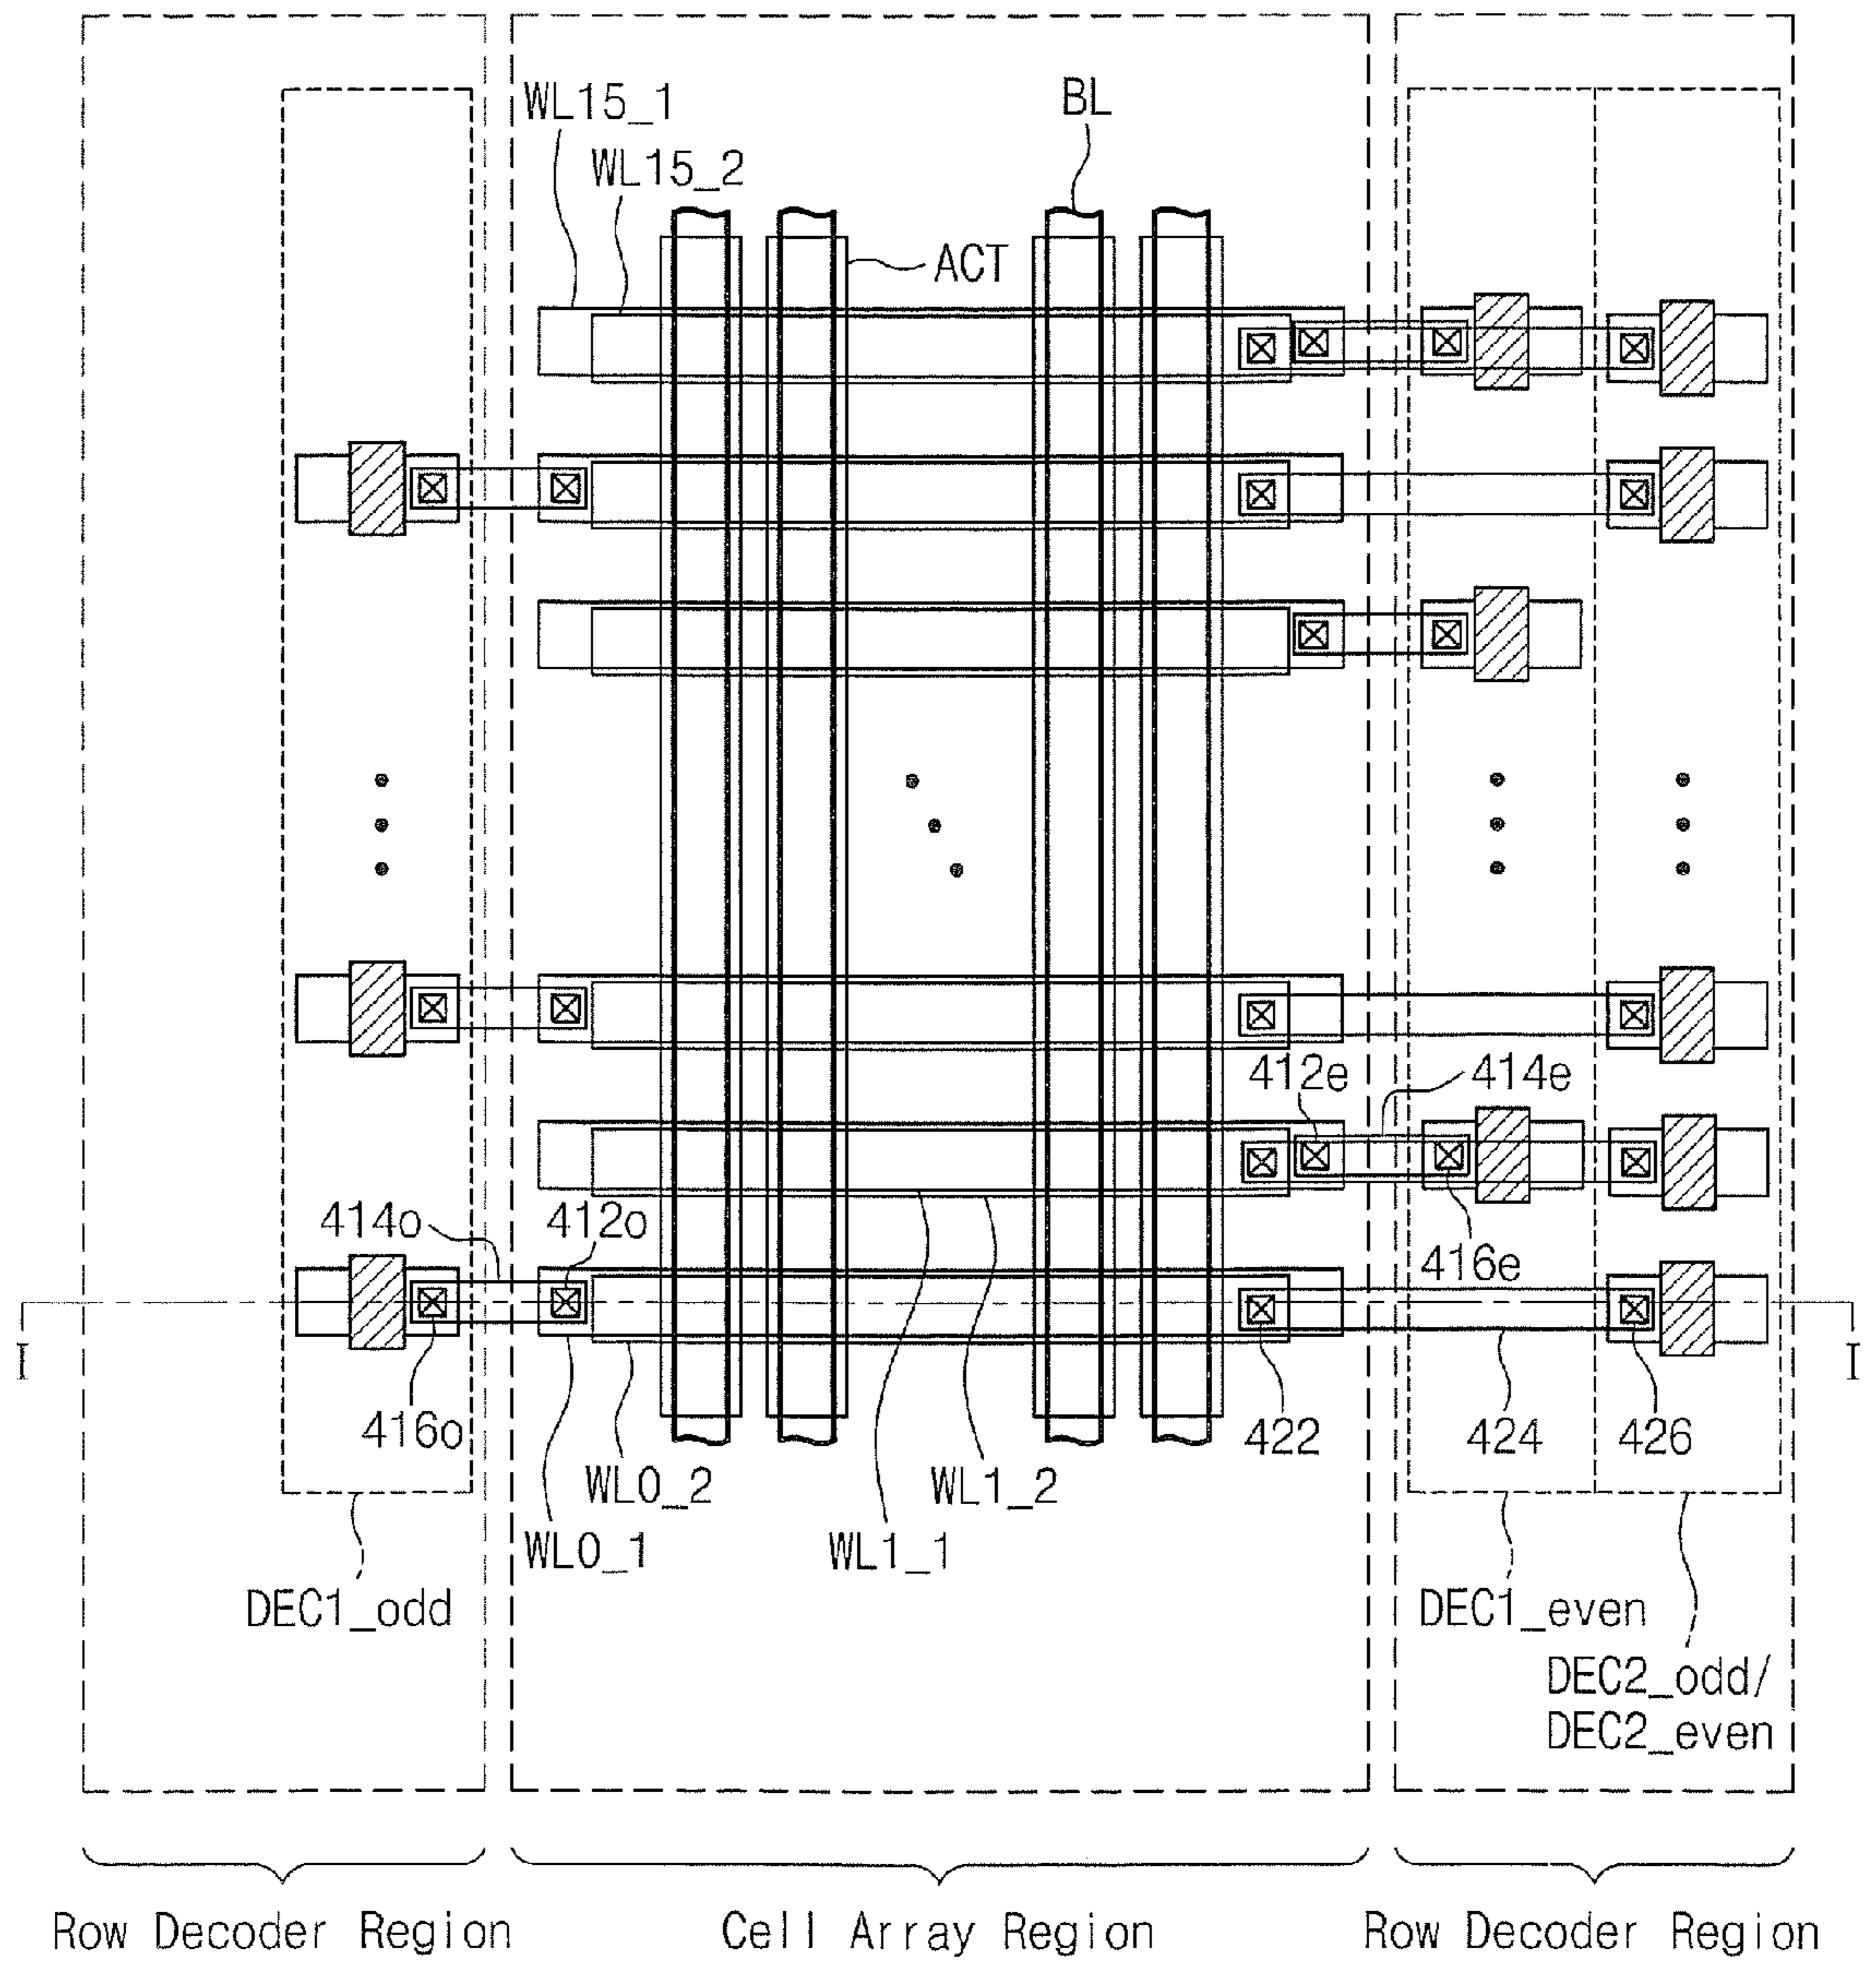 WL15_1
BL
WL15_2
ACT
412e
414e
414o
412o
416e
I
I
416o
422
424
426
WL0_2
WL1_2
WL0_1
WL1_1
DEC1_odd
DEC1_even
DEC2_odd/
DEC2_even
Row Decoder Region
Cell Array Region
Row Decoder Region